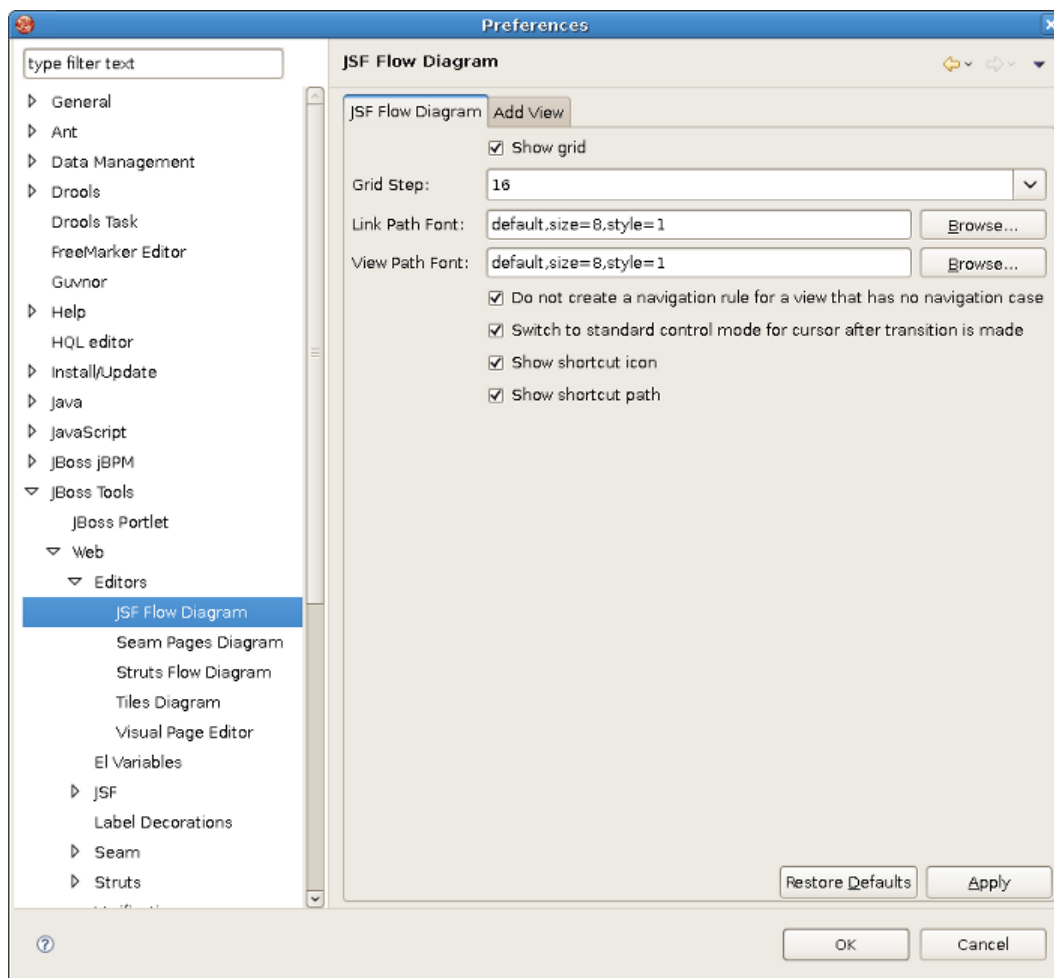 Preferences
type filter text
General
Ant
Data Management
Drools
Drools Task
FreeMarker Editor
Guvnor
Help
HQL editor
Install/Update
Java
JavaScript
JBoss jBPM
JBoss Tools
JBoss Portlet
Web
Editors
JSF Flow Diagram
Seam Pages Diagram
Struts Flow Diagram
Tiles Diagram
Visual Page Editor
El Variables
JSF
Label Decorations
Seam
Struts
JSF Flow Diagram
JSF Flow Diagram Add View
Show grid
Grid Step: 16
Link Path Font: default,size=8,style=1 Browse...
View Path Font: default,size=8,style=1 Browse...
Do not create a navigation rule for a view that has no navigation case
Switch to standard control mode for cursor after transition is made
Show shortcut icon
Show shortcut path
Restore Defaults Apply
OK Cancel